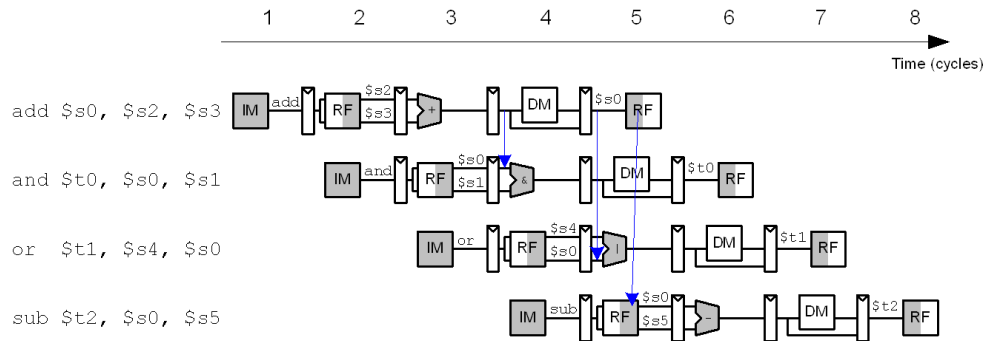 1 2 3 4 5 6 7 8
Time (cycles)
add $s0, $s2, $s3 IM add RF $s2 $s3 + DM $s0 RF
and $t0, $s0, $s1 IM and RF $s0 $s1 & DM $t0 RF
or $t1, $s4, $s0 IM or RF $s4 $s0 | DM $t1 RF
sub $t2, $s0, $s5 IM sub RF $s0 $s5 - DM $t2 RF